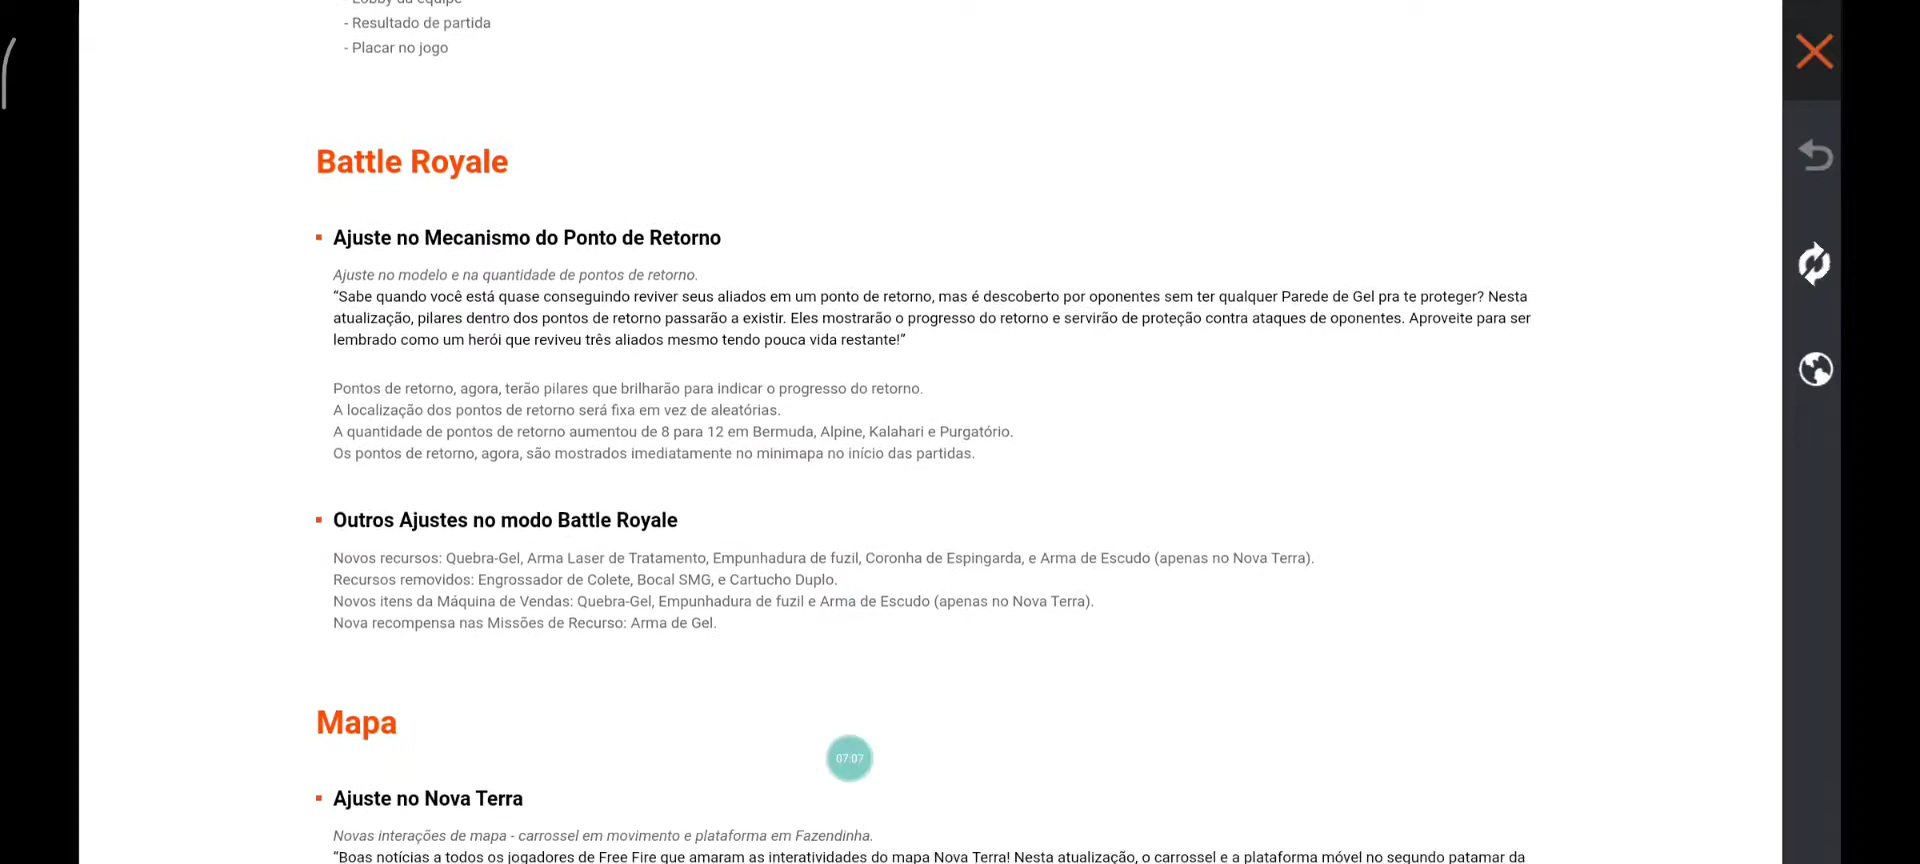 - Lobby da equipe
- Resultado de partida
- Placar no jogo
Battle Royale
Ajuste no Mecanismo do Ponto de Retorno
Ajuste no modelo e na quantidade de pontos de retorno.
“Sabe quando você está quase conseguindo reviver seus aliados em um ponto de retorno, mas é descoberto por oponentes sem ter qualquer Parede de Gel pra te proteger? Nesta
atualização, pilares dentro dos pontos de retorno passarão a existir. Eles mostrarão o progresso do retorno e servirão de proteção contra ataques de oponentes. Aproveite para ser
lembrado como um herói que reviveu três aliados mesmo tendo pouca vida restante!”
Pontos de retorno, agora, terão pilares que brilharão para indicar o progresso do retorno.
A localização dos pontos de retorno será fixa em vez de aleatórias.
A quantidade de pontos de retorno aumentou de 8 para 12 em Bermuda, Alpine, Kalahari e Purgatório.
Os pontos de retorno, agora, são mostrados imediatamente no minimapa no início das partidas.
Outros Ajustes no modo Battle Royale
Novos recursos: Quebra-Gel, Arma Laser de Tratamento, Empunhadura de fuzil, Coronha de Espingarda, e Arma de Escudo (apenas no Nova Terra).
Recursos removidos: Engrossador de Colete, Bocal SMG, e Cartucho Duplo.
Novos itens da Máquina de Vendas: Quebra-Gel, Empunhadura de fuzil e Arma de Escudo (apenas no Nova Terra).
Nova recompensa nas Missões de Recurso: Arma de Gel.
Mapa
07:07
Ajuste no Nova Terra
Novas interações de mapa - carrossel em movimento e plataforma em Fazendinha.
“Boas notícias a todos os jogadores de Free Fire que amaram as interatividades do mapa Nova Terra! Nesta atualização, o carrossel e a plataforma móvel no segundo patamar da